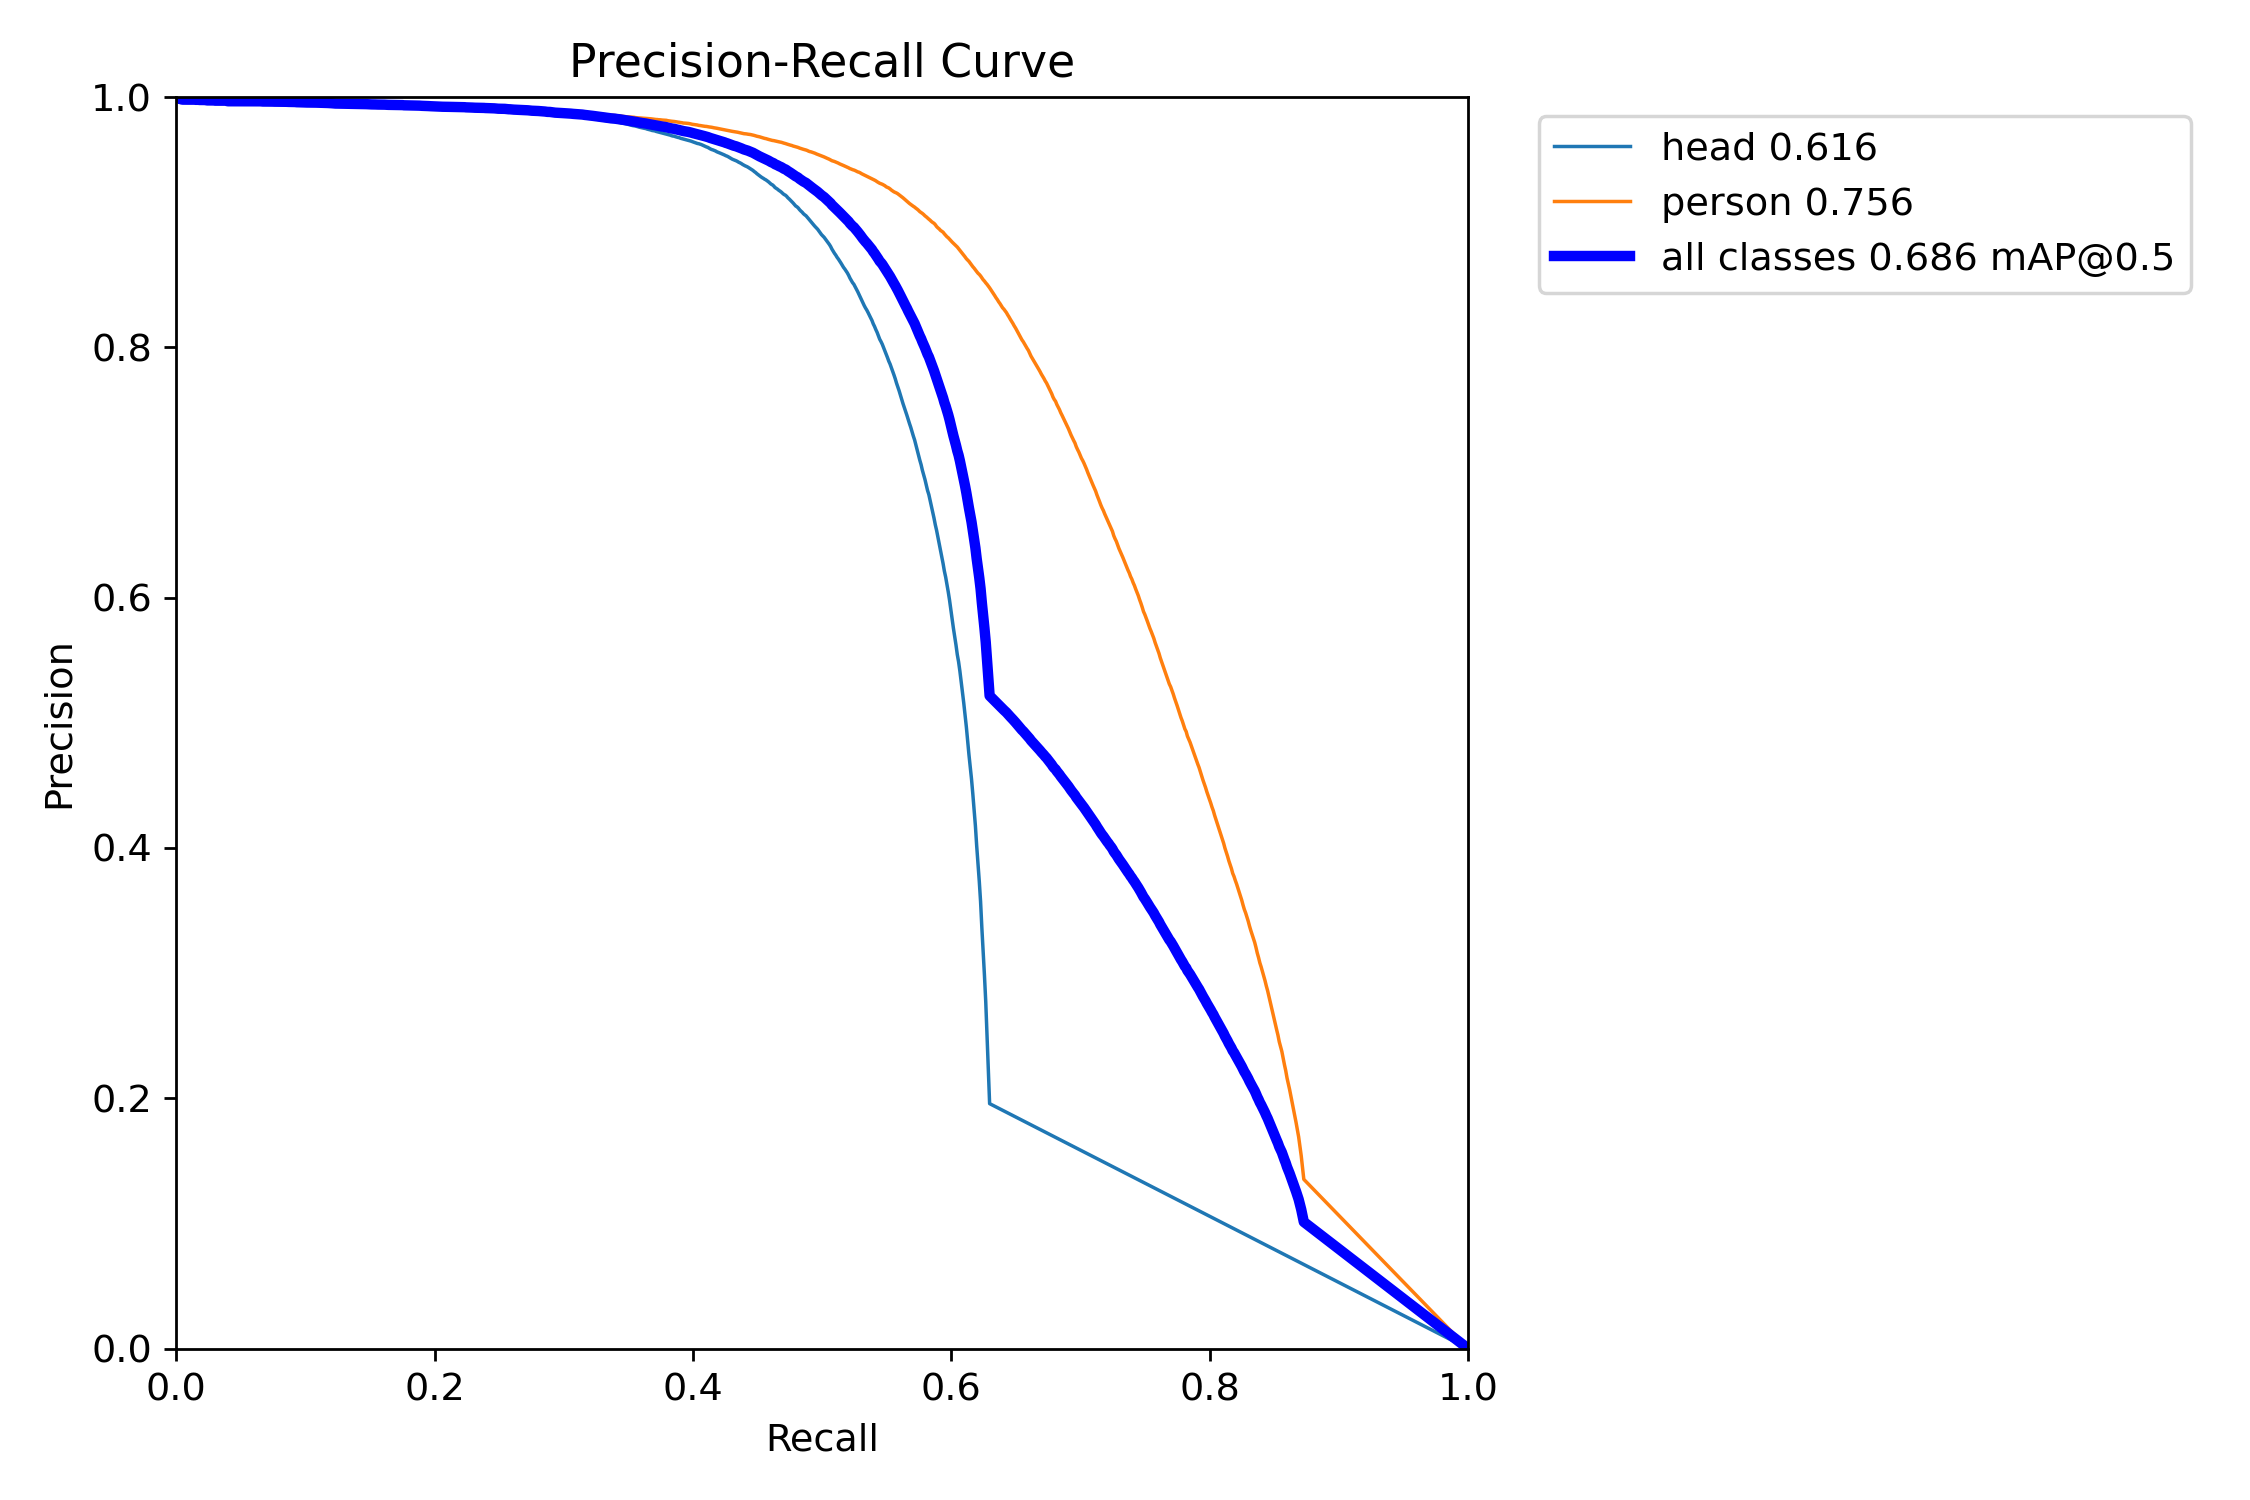 Precision-Recall Curve
head 0.616
person 0.756
all classes 0.686 mAP@0.5
1.0
0.8
0.6
0.4
0.2
0.0
Precision
0.0 0.2 0.4 0.6 0.8 1.0
Recall